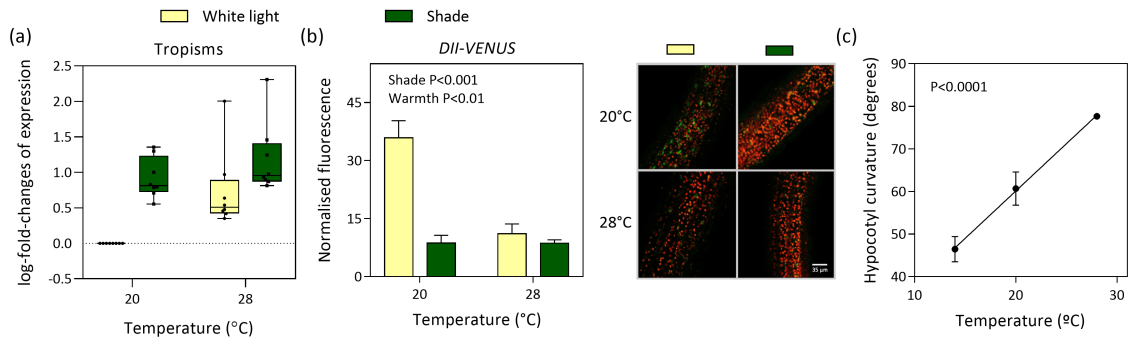 White light
Shade
(a)
Tropisms
log-fold-changes of expression
2.5
2.0
1.5
1.0
0.5
0.0
-0.5
20
28
Temperature (°C)
(b)
DII-VENUS
Shade P<0.001
Warmth P<0.01
Normalised fluorescence
45
30
15
0
20
28
Temperature (°C)
20°C
28°C
35 µm
(c)
P<0.0001
Hypocotyl curvature (degrees)
90
80
70
60
50
40
10
20
30
Temperature (ºC)